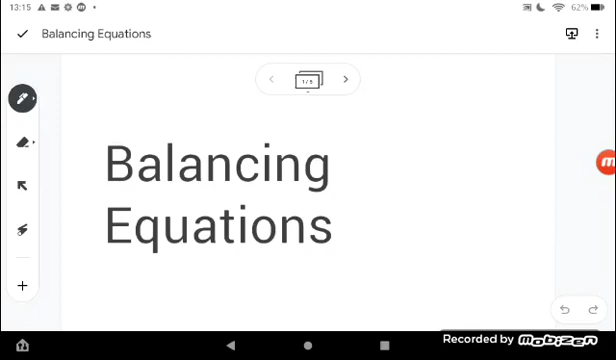 13:15
62%
Balancing Equations
1 / 5
Balancing
Equations
Recorded by
MOBIZEN